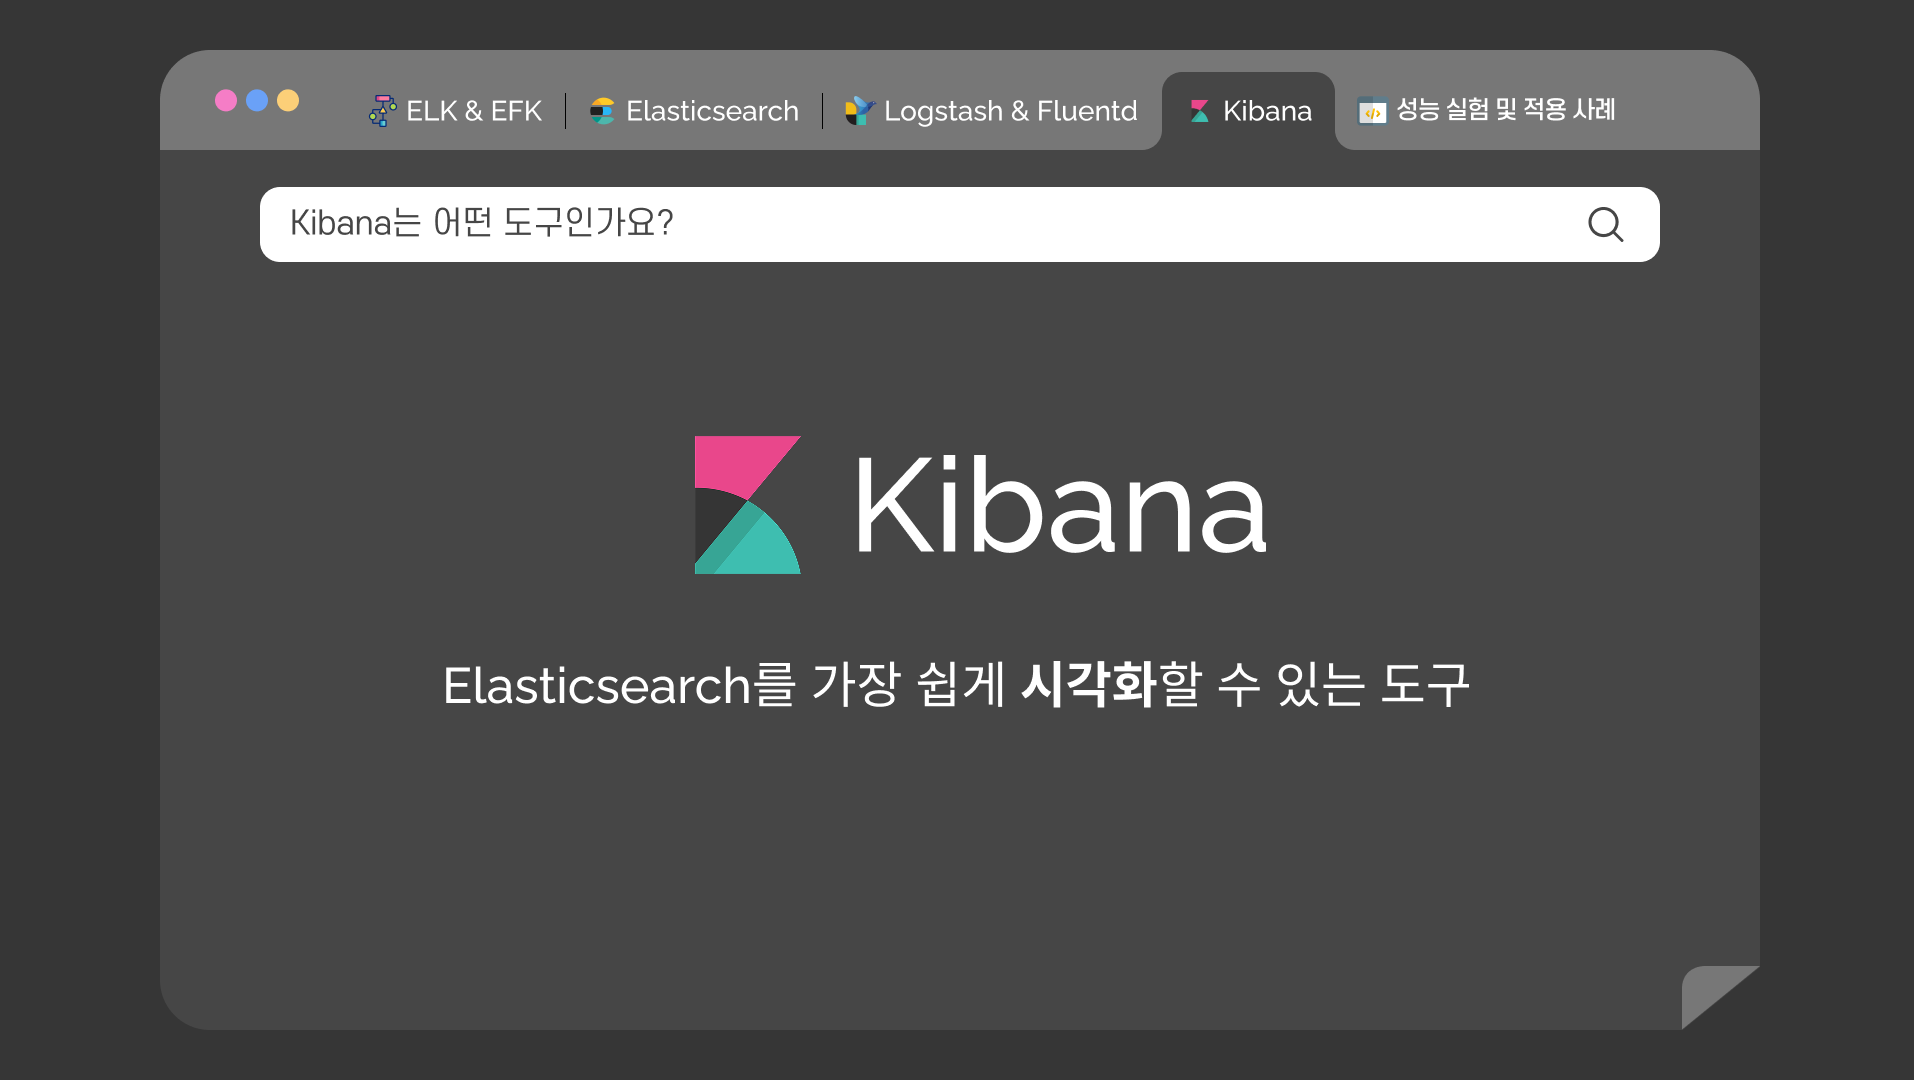 ELK & EFK
Elasticsearch
Logstash & Fluentd
Kibana
성능 실험 및 적용 사례
Kibana는 어떤 도구인가요?
Kibana
Elasticsearch를 가장 쉽게 시각화할 수 있는 도구